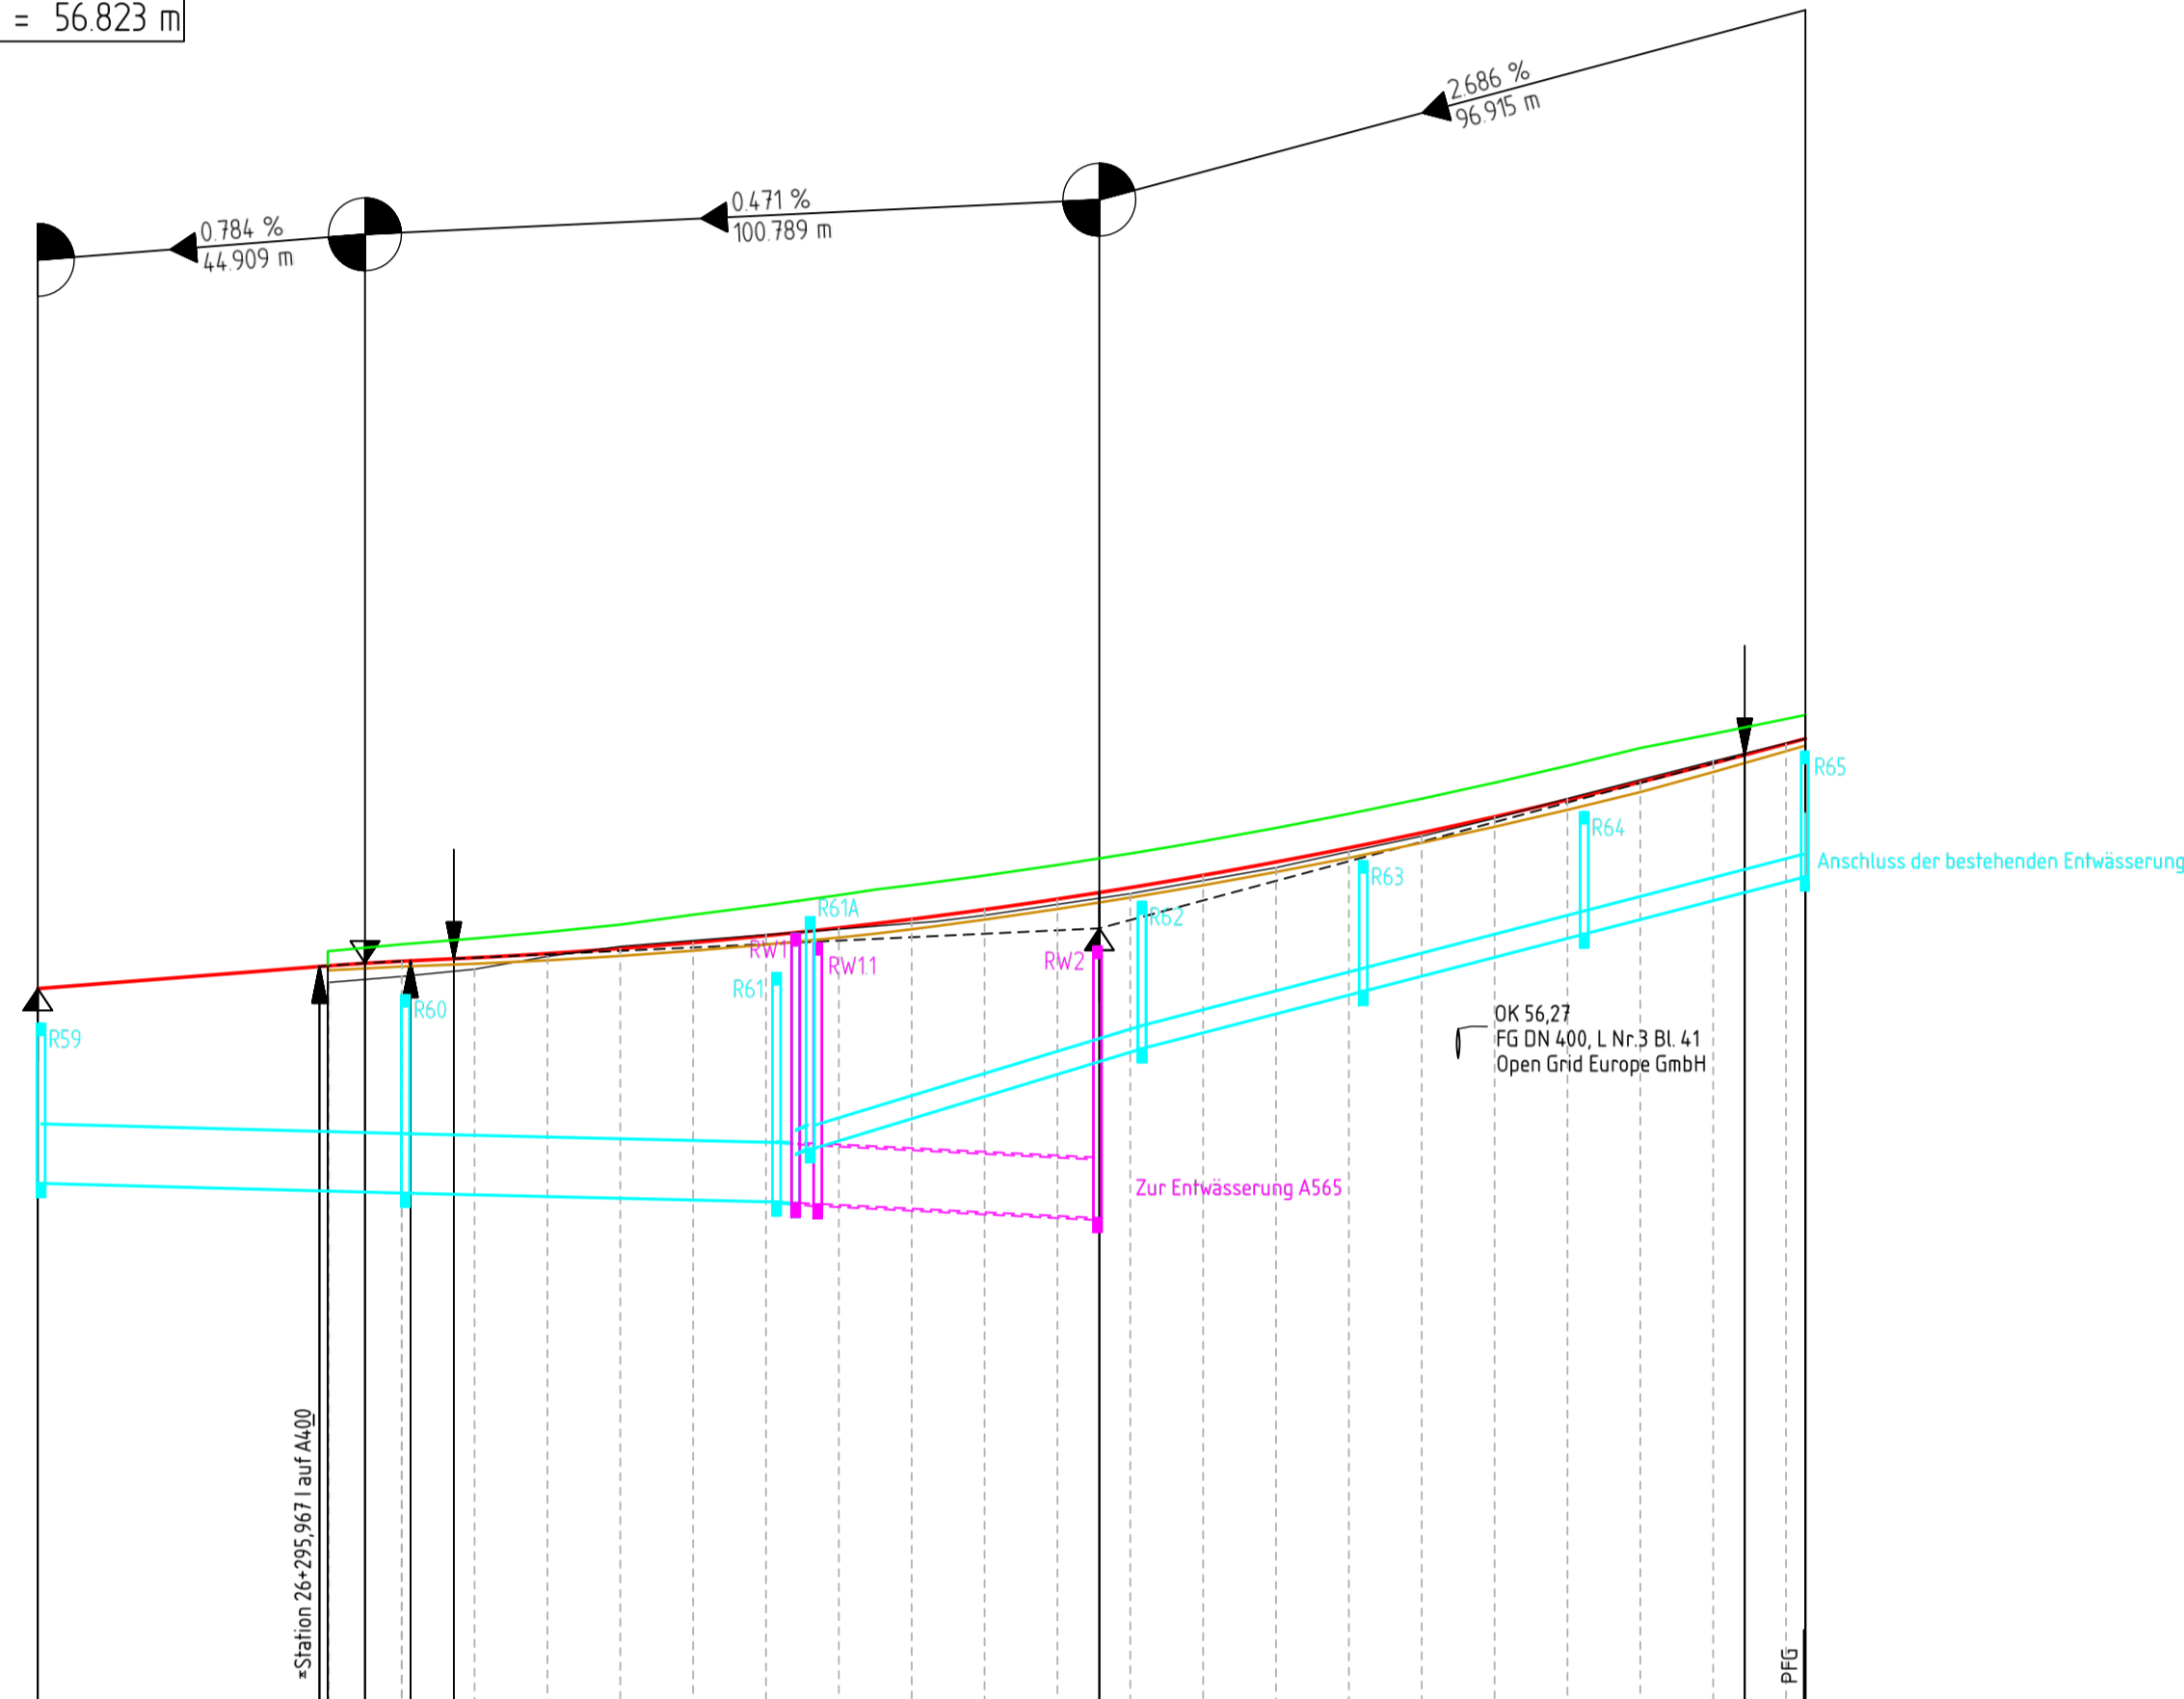 = 56.823 m
2.686 %
96.915 m
0.471 %
100.789 m
0.784 %
44.909 m
R65
R64
Anschluss der bestehenden Entwässerung
R63
R61A
R62
RW1
RW1.1
RW2
R61
R60
R59
OK 56,27
FG DN 400, L Nr.3 Bl. 41
Open Grid Europe GmbH
Zur Entwässerung A565
*Station 26+295,967 l auf A400
PFG